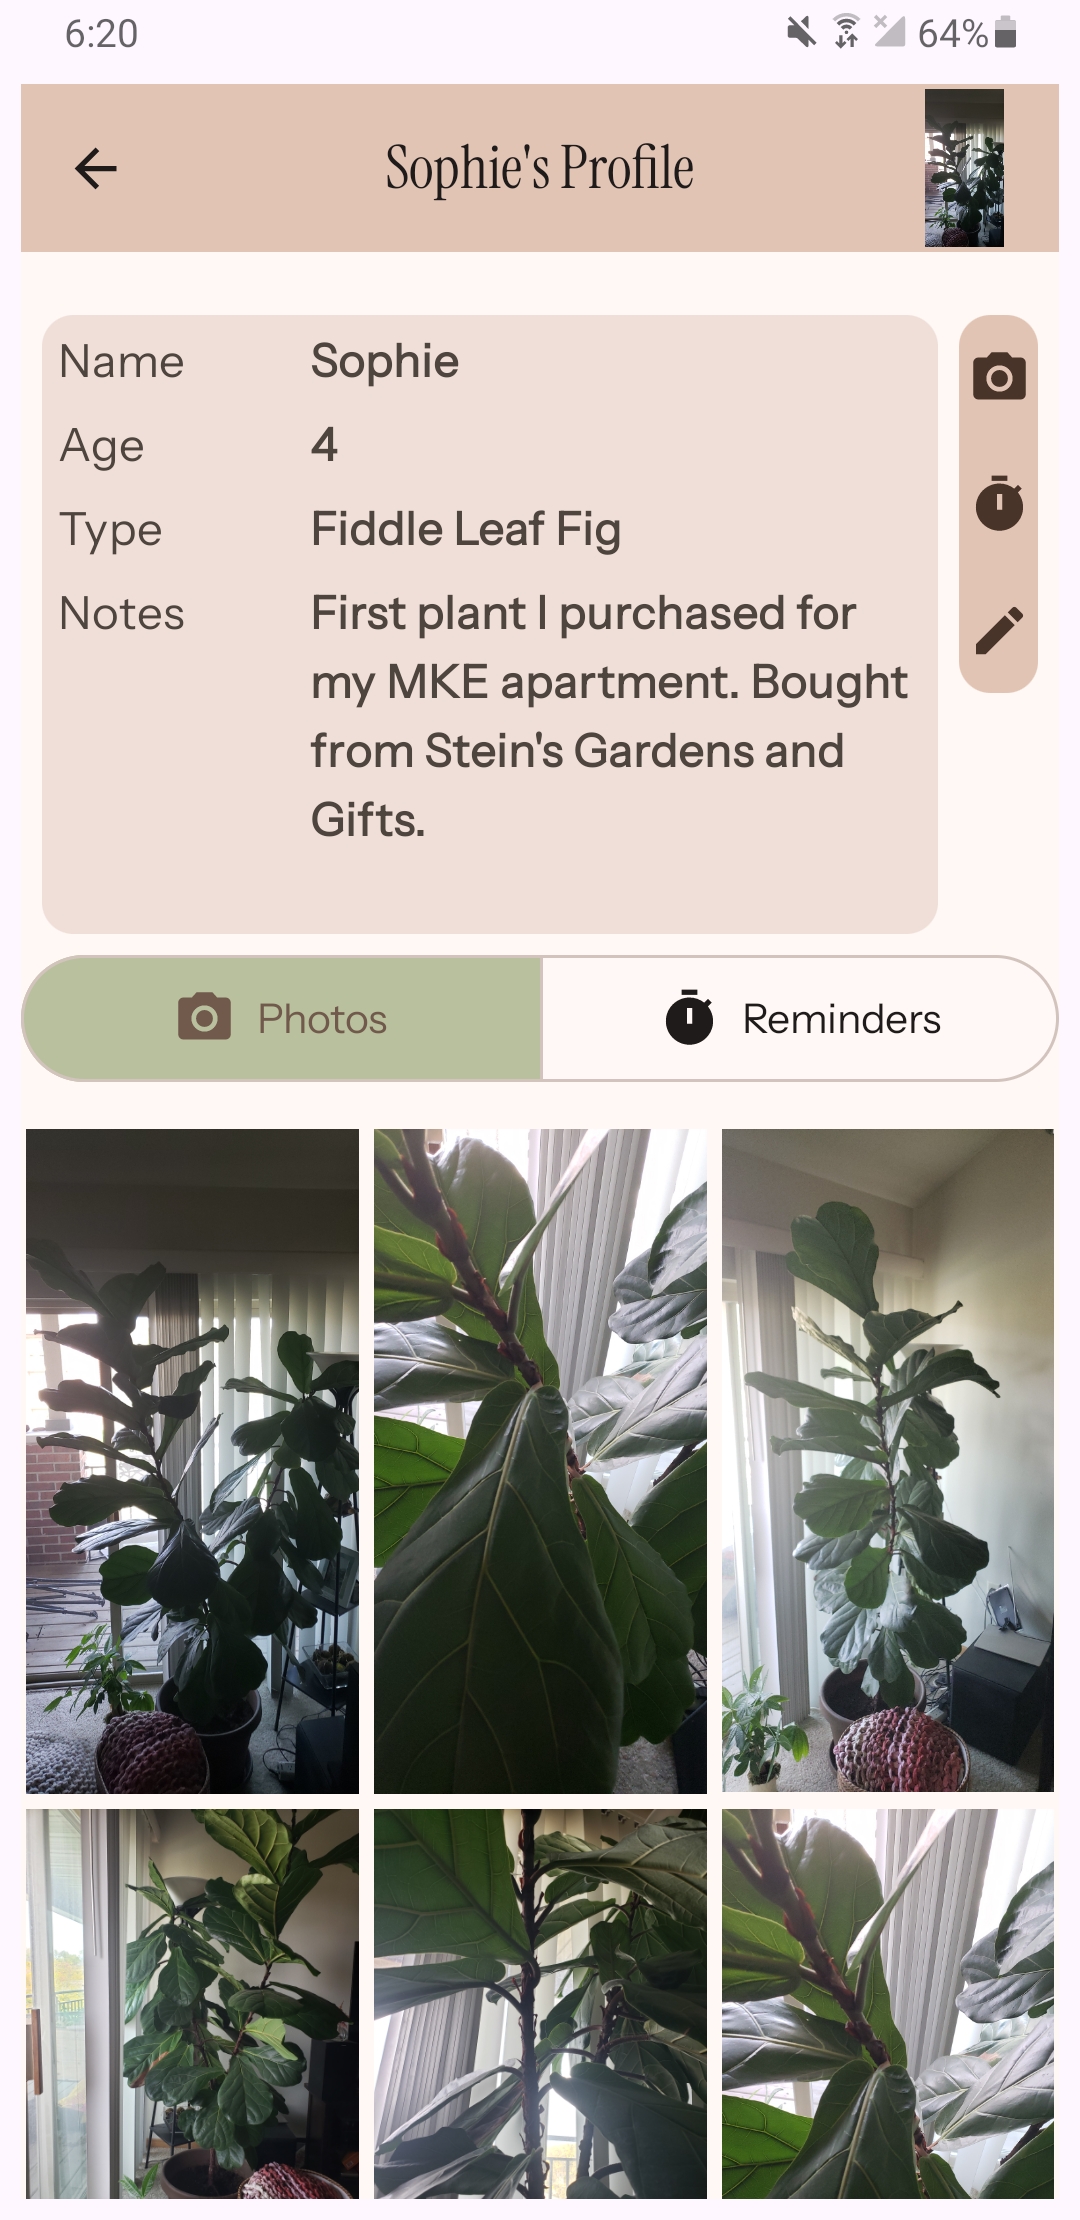 6:20
64%
Sophie's Profile
Name Sophie
Age 4
Type Fiddle Leaf Fig
Notes First plant I purchased for
my MKE apartment. Bought
from Stein's Gardens and
Gifts.
Photos
Reminders